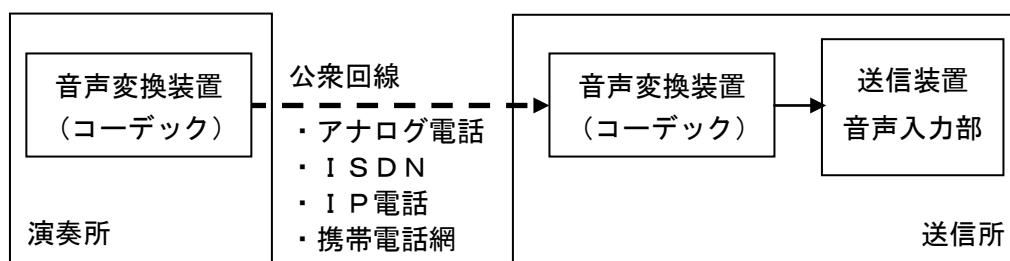 音声変換装置
(コーデック)
演奏所
公衆回線
・アナログ電話
・ＩＳＤＮ
・ＩＰ電話
・携帯電話網
音声変換装置
(コーデック)
送信装置
音声入力部
送信所